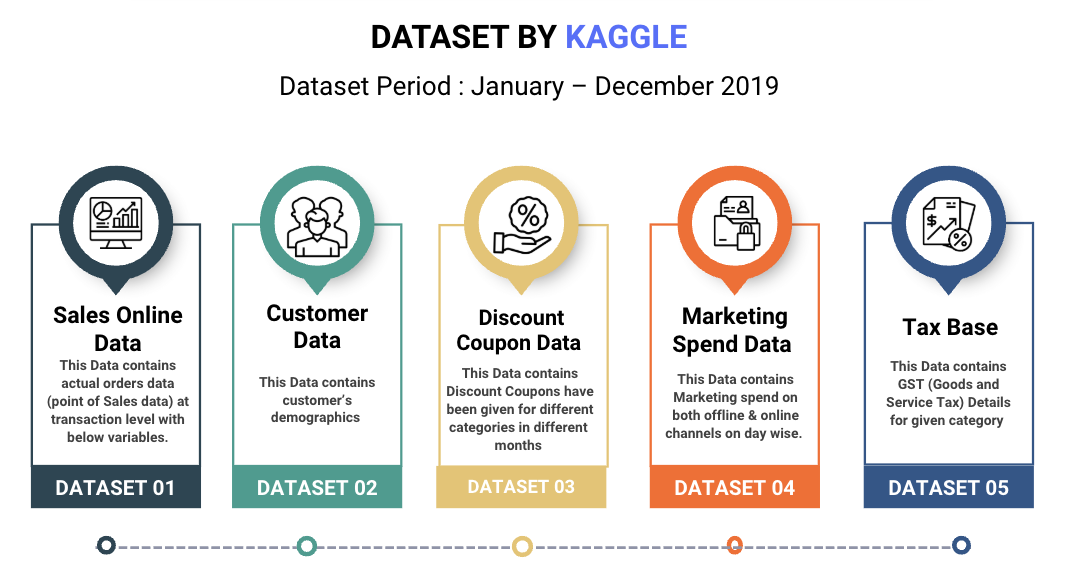 DATASET BY KAGGLE
Dataset Period : January – December 2019
Sales Online
Data
This Data contains
actual orders data
(point of Sales data) at
transaction level with
below variables.
DATASET 01
Customer
Data
This Data contains
customer’s
demographics
DATASET 02
%
Discount
Coupon Data
This Data contains
Discount Coupons have
been given for different
categories in different
months
DATASET 03
Marketing
Spend Data
This Data contains
Marketing spend on
both offline & online
channels on day wise.
DATASET 04
$
%
Tax Base
This Data contains
GST (Goods and
Service Tax) Details
for given category
DATASET 05